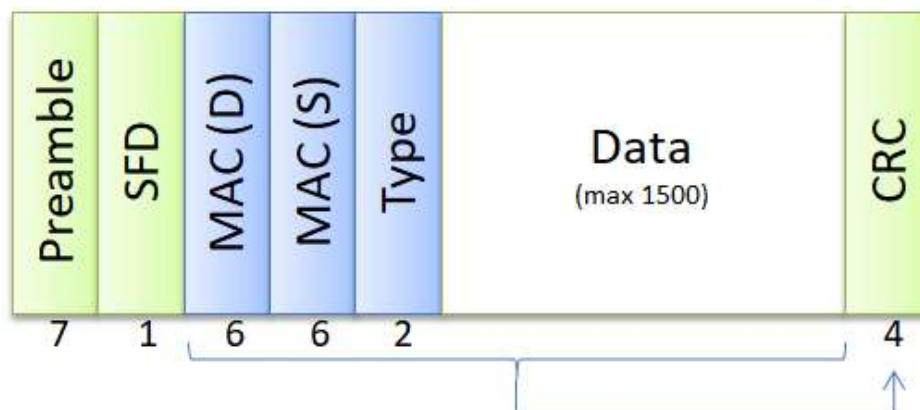 Preamble
SFD
MAC (D)
MAC (S)
Type
Data
(max 1500)
CRC
7 1 6 6 2 4